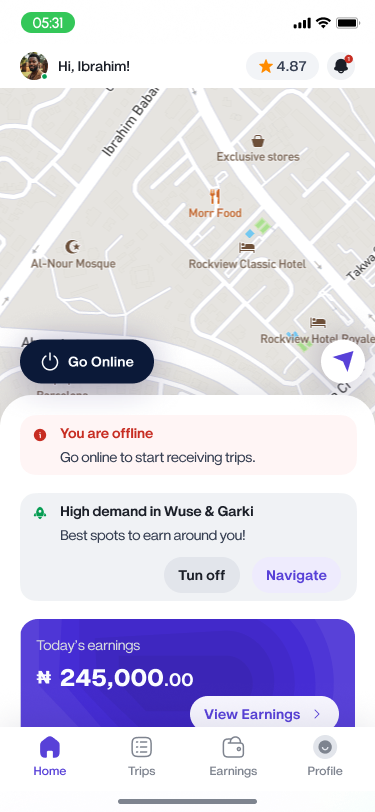 05:31
Hi, Ibrahim!
4.87
Ibrahim Babar
Exclusive stores
Morr Food
Al-Nour Mosque
Rockview Classic Hotel
Takwa
Rockview Hotel Royale
Go Online
You are offline
Go online to start receiving trips.
High demand in Wuse & Garki
Best spots to earn around you!
Tun off
Navigate
Today's earnings
₦ 245,000.00
View Earnings
Home
Trips
Earnings
Profile